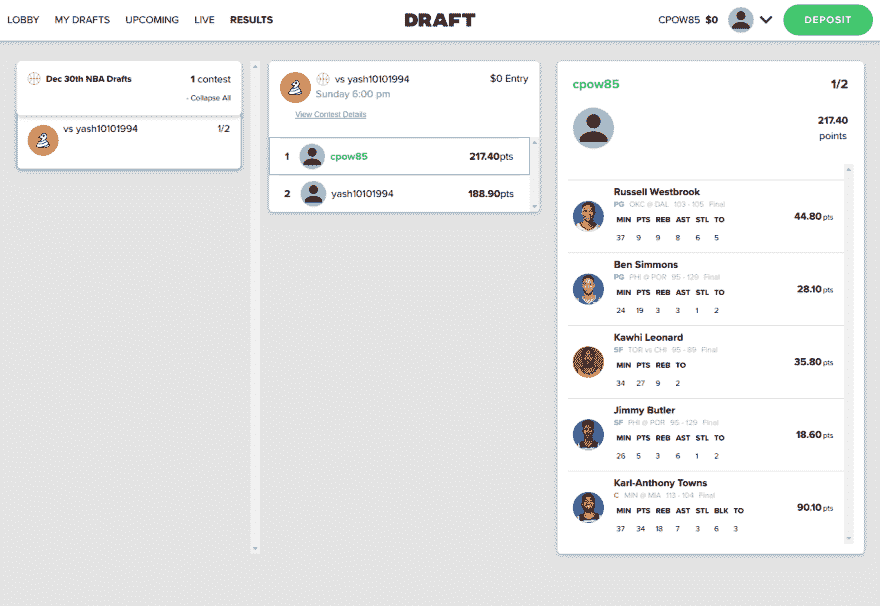 LOBBY MY DRAFTS UPCOMING LIVE RESULTS DRAFT CPOW85 $0 DEPOSIT
Dec 30th NBA Drafts 1 contest
- Collapse All
vs yash10101994 1/2
vs yash10101994 $0 Entry
Sunday 6:00 pm
View Contest Details
1 cpow85 217.40pts
2 yash10101994 188.90pts
cpow85 1/2
217.40
points
Russell Westbrook
PG OKC @ DAL 103 - 105 Final
44.80 pts
MIN PTS REB AST STL TO
37 9 9 8 6 5
Ben Simmons
PG PHI @ POR 95 - 129 Final
28.10 pts
MIN PTS REB AST STL TO
24 19 3 3 1 2
Kawhi Leonard
SF TOR vs CHI 95 - 89 Final
35.80 pts
MIN PTS REB TO
34 27 9 2
Jimmy Butler
SF PHI @ POR 95 - 129 Final
18.60 pts
MIN PTS REB AST STL TO
26 5 3 6 1 2
Karl-Anthony Towns
C MIN @ MIA 113 - 104 Final
90.10 pts
MIN PTS REB AST STL BLK TO
37 34 18 7 3 6 3